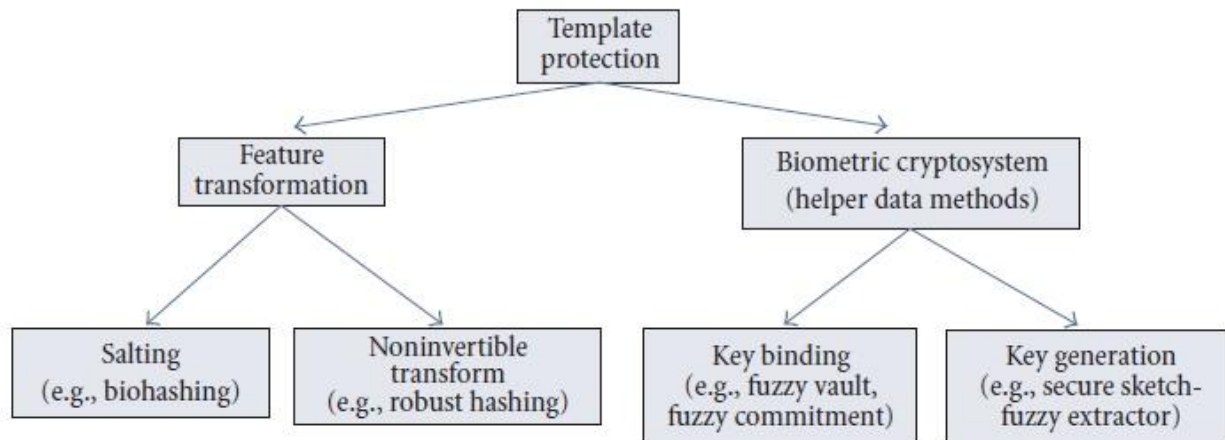 Template
protection
Feature
transformation
Biometric cryptosystem
(helper data methods)
Salting
(e.g., biohashing)
Noninvertible
transform
(e.g., robust hashing)
Key binding
(e.g., fuzzy vault,
fuzzy commitment)
Key generation
(e.g., secure sketch-
fuzzy extractor)